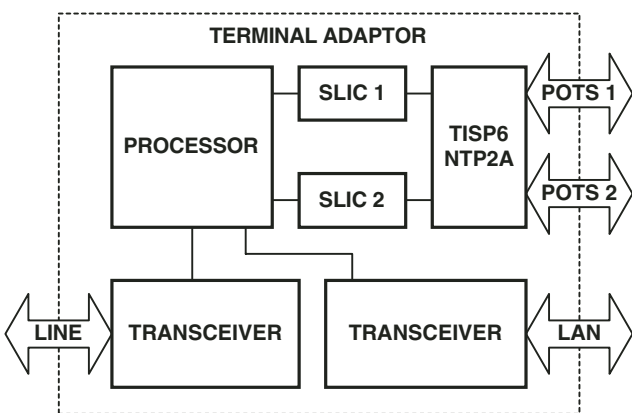 TERMINAL ADAPTOR
PROCESSOR
SLIC 1
SLIC 2
TISP6
NTP2A
POTS 1
POTS 2
LINE
TRANSCEIVER
TRANSCEIVER
LAN